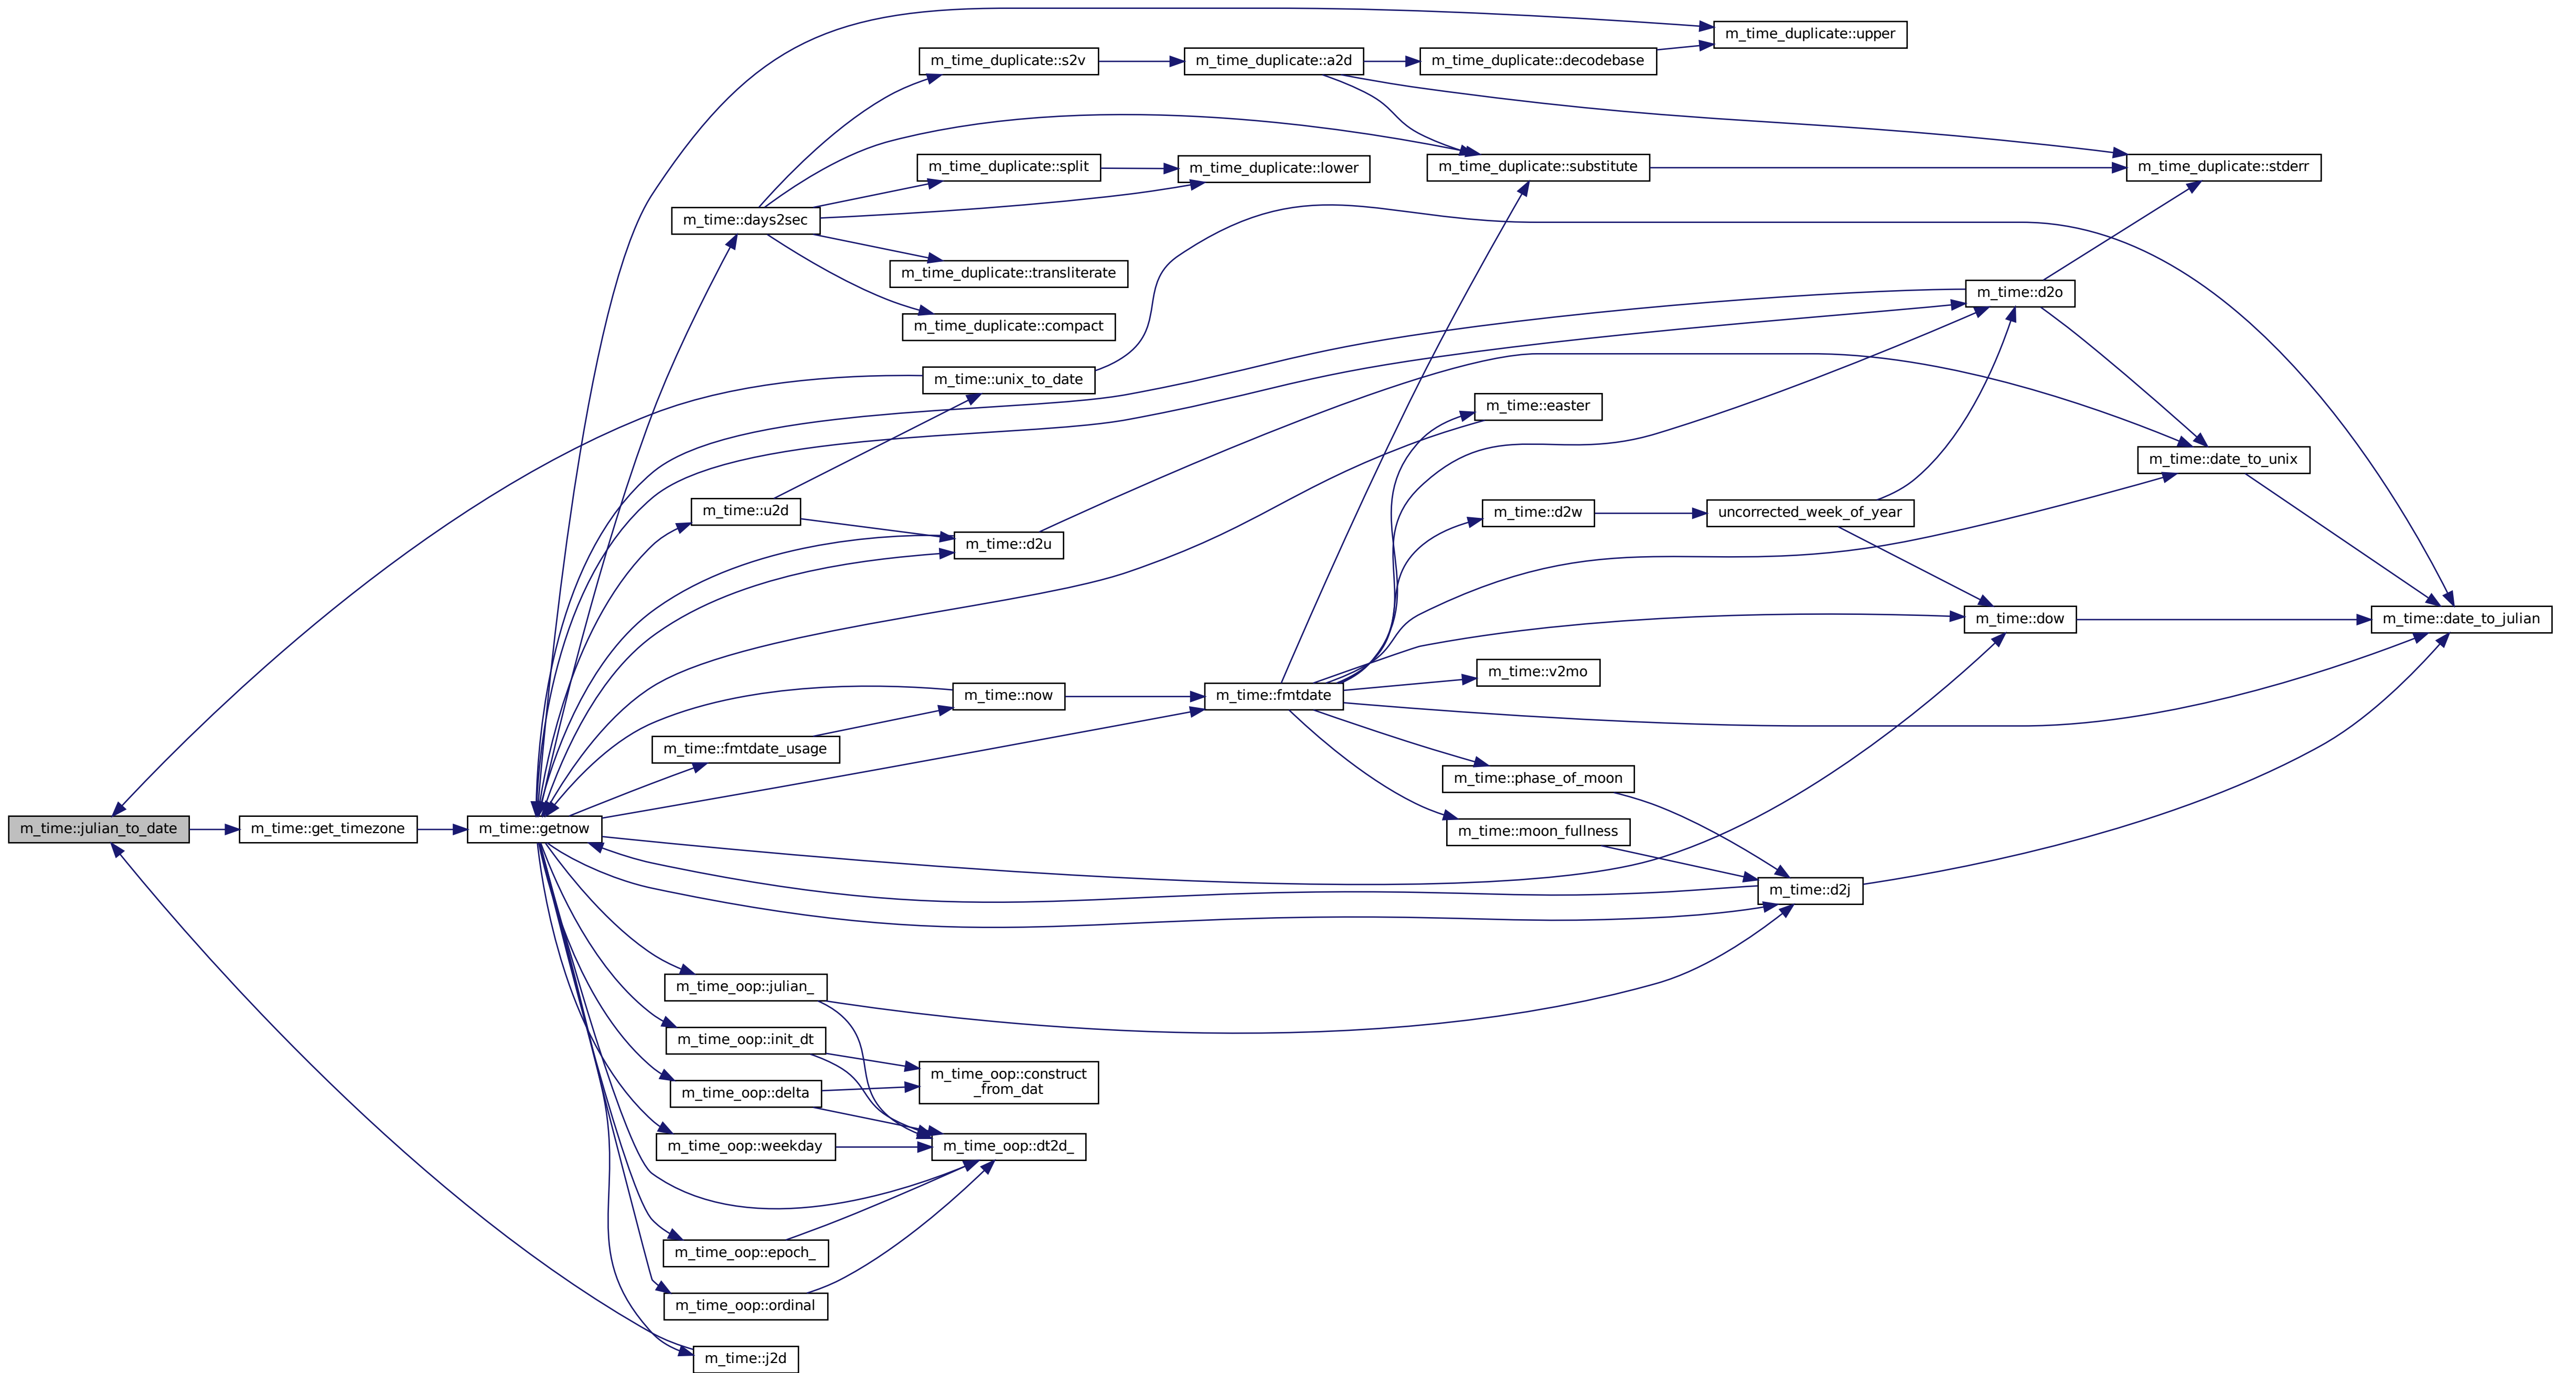 m_time_duplicate::upper
m_time_duplicate::s2v
m_time_duplicate::a2d
m_time_duplicate::decodebase
m_time_duplicate::split
m_time_duplicate::lower
m_time_duplicate::substitute
m_time_duplicate::stderr
m_time::days2sec
m_time_duplicate::transliterate
m_time::d2o
m_time_duplicate::compact
m_time::unix_to_date
m_time::easter
m_time::date_to_unix
m_time::u2d
m_time::d2w
uncorrected_week_of_year
m_time::d2u
m_time::dow
m_time::date_to_julian
m_time::v2mo
m_time::now
m_time::fmtdate
m_time::fmtdate_usage
m_time::phase_of_moon
m_time::julian_to_date
m_time::get_timezone
m_time::getnow
m_time::moon_fullness
m_time::d2j
m_time_oop::julian_
m_time_oop::init_dt
m_time_oop::construct
_from_dat
m_time_oop::delta
m_time_oop::weekday
m_time_oop::dt2d_
m_time_oop::epoch_
m_time_oop::ordinal
m_time::j2d